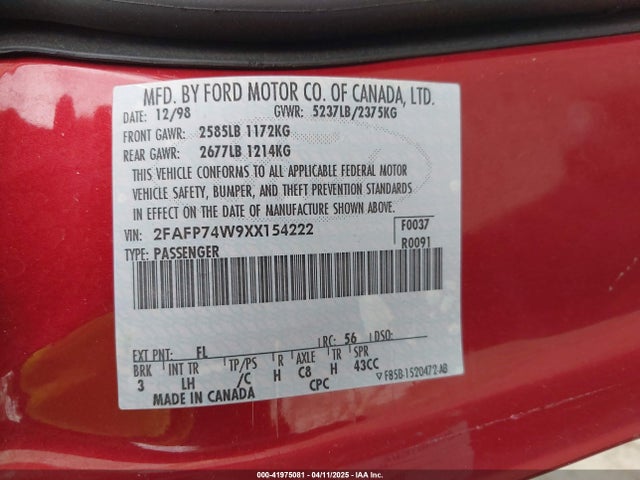 MFD. BY FORD MOTOR CO. OF CANADA, LTD.
DATE: 12/98 GVWR: 5237LB/2375KG
FRONT GAWR: 2585LB 1172KG
REAR GAWR: 2677LB 1214KG
THIS VEHICLE CONFORMS TO ALL APPLICABLE FEDERAL MOTOR
VEHICLE SAFETY, BUMPER, AND THEFT PREVENTION STANDARDS
IN EFFECT ON THE DATE OF MANUFACTURE SHOWN ABOVE.
VIN: 2FAFP74W9XX154222 F0037
TYPE: PASSENGER R0091
EXT PNT: FL RC: 56 DSO:
BRK INT TR TP/PS R AXLE TR SPR
3 LH /C H C8 H 43CC
MADE IN CANADA CPC F85B-1520472-AB
000-41975081 - 04/11/2025 - IAA Inc.